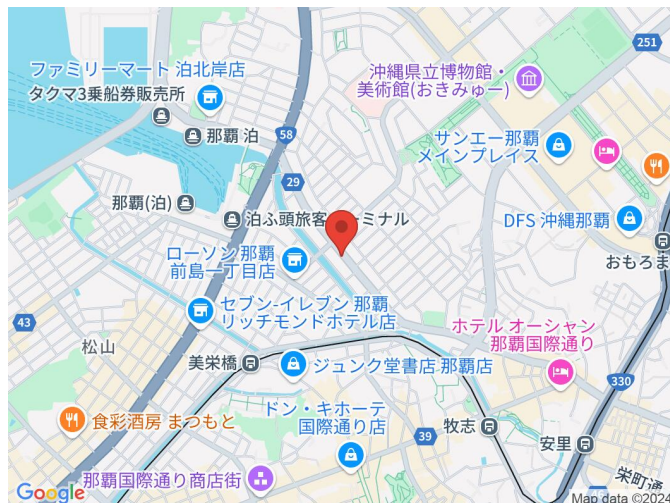 251
ファミリーマート 泊北岸店
タクマ3乗船券販売所
沖縄県立博物館・
美術館(おきみゅー)
那覇 泊
58
サンエー那覇
メインプレイス
29
那覇(泊)
泊ふ頭旅客
ーミナル
DFS 沖縄那覇
おもろま
ローソン 那覇
前島一丁目店
セブン-イレブン 那覇
リッチモンドホテル店
43
松山
ホテル オーシャン
那覇国際通り
美栄橋
ジュンク堂書店 那覇店
330
ドン・キホーテ
国際通り店
食彩酒房 まつもと
39
牧志
安里
那覇国際通り商店街
栄町
Google
Map data ©2024